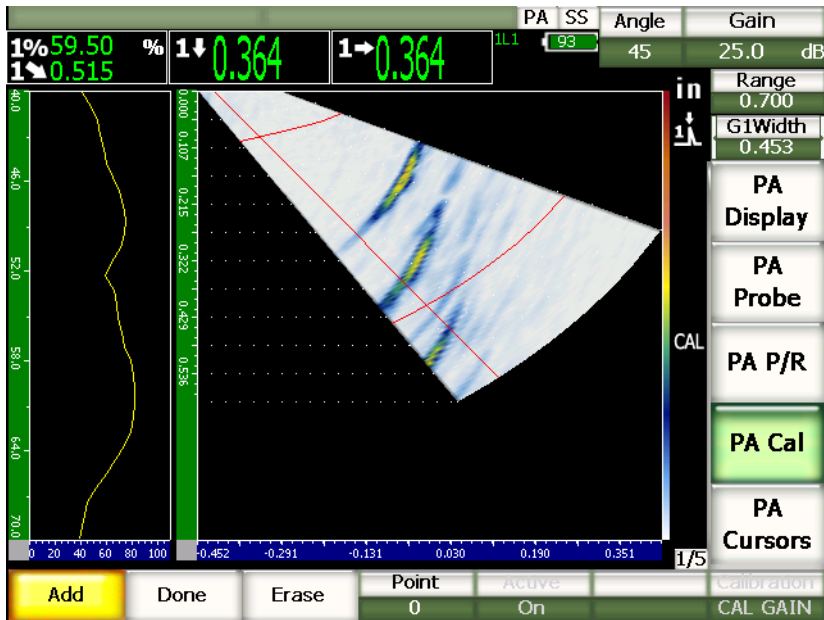 PA SS Angle Gain
1% 59.50 % 1 0.364 1 0.364 1L1 93 45 25.0 dB
1 0.515
in Range
0.700
G1Width
0.453
1
PA
Display
PA
Probe
CAL
PA P/R
PA Cal
PA
Cursors
40.0
46.0
52.0
58.0
64.0
70.0
0.000
0.107
0.215
0.322
0.429
0.536
0 20 40 60 80 100 -0.452 -0.291 -0.131 0.030 0.190 0.351 1/5
Add Done Erase Point Active Calibration
0 On CAL GAIN